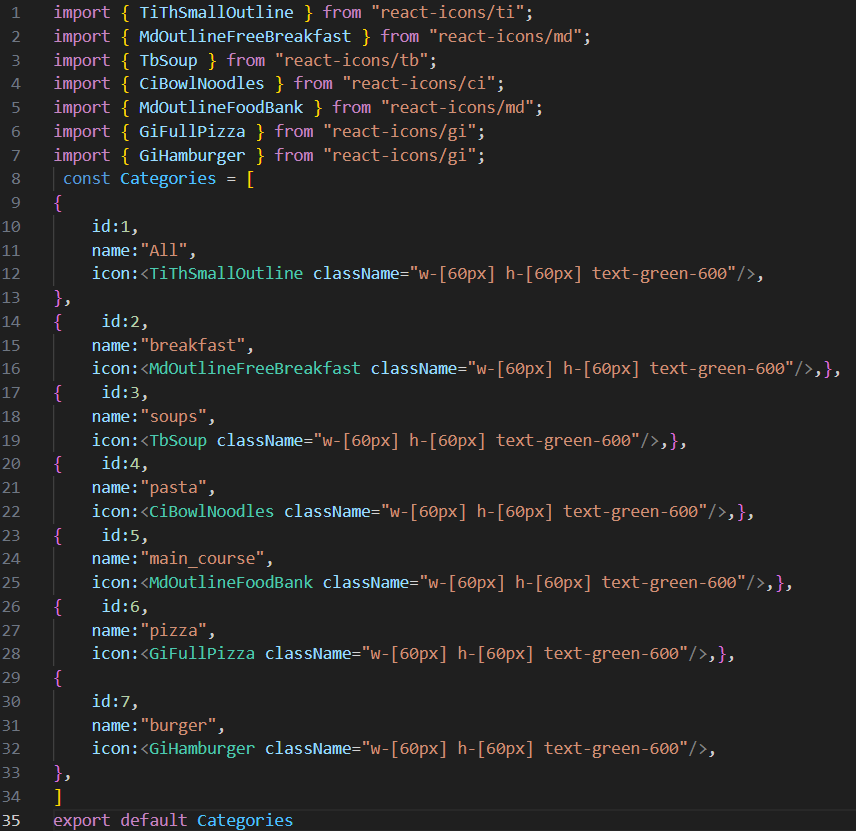 1 import { TiThSmallOutline } from "react-icons/ti";
2 import { MdOutlineFreeBreakfast } from "react-icons/md";
3 import { TbSoup } from "react-icons/tb";
4 import { CiBowlNoodles } from "react-icons/ci";
5 import { MdOutlineFoodBank } from "react-icons/md";
6 import { GiFullPizza } from "react-icons/gi";
7 import { GiHamburger } from "react-icons/gi";
8  const Categories = [
9 {
10     id:1,
11     name:"All",
12     icon:<TiThSmallOutline className="w-[60px] h-[60px] text-green-600"/>,
13 },
14 {    id:2,
15     name:"breakfast",
16     icon:<MdOutlineFreeBreakfast className="w-[60px] h-[60px] text-green-600"/>,},
17 {    id:3,
18     name:"soups",
19     icon:<TbSoup className="w-[60px] h-[60px] text-green-600"/>,},
20 {    id:4,
21     name:"pasta",
22     icon:<CiBowlNoodles className="w-[60px] h-[60px] text-green-600"/>,},
23 {    id:5,
24     name:"main_course",
25     icon:<MdOutlineFoodBank className="w-[60px] h-[60px] text-green-600"/>,},
26 {    id:6,
27     name:"pizza",
28     icon:<GiFullPizza className="w-[60px] h-[60px] text-green-600"/>,},
29 {
30     id:7,
31     name:"burger",
32     icon:<GiHamburger className="w-[60px] h-[60px] text-green-600"/>,
33 },
34 ]
35 export default Categories